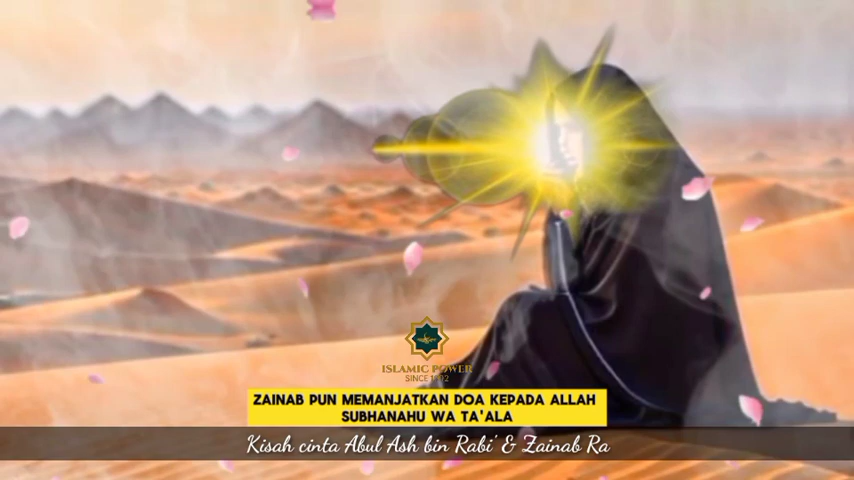 ISLAMIC POWER
ZAINAB PUN MEMANJATKAN DOA KEPADA ALLAH
SUBHANAHU WA TA'ALA
Kisah cinta Abul Ash bin Rabi' & Zainab Ra